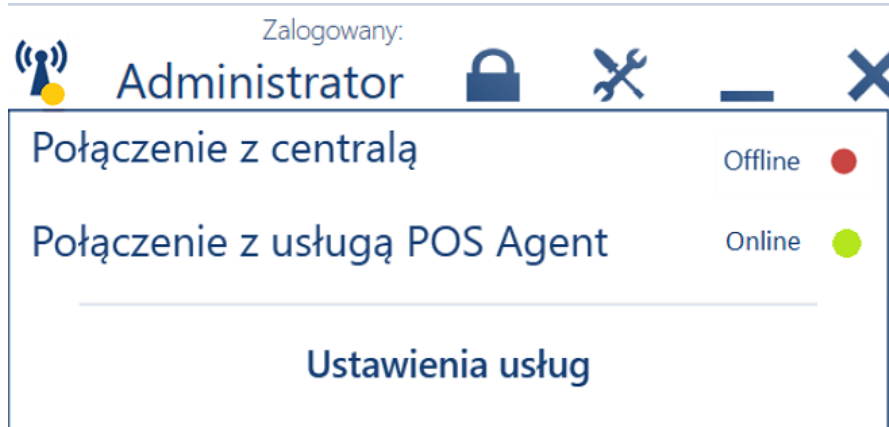 Zalogowany:
Administrator
Połączenie z centralą
Offline
Połączenie z usługą POS Agent
Online
Ustawienia usług